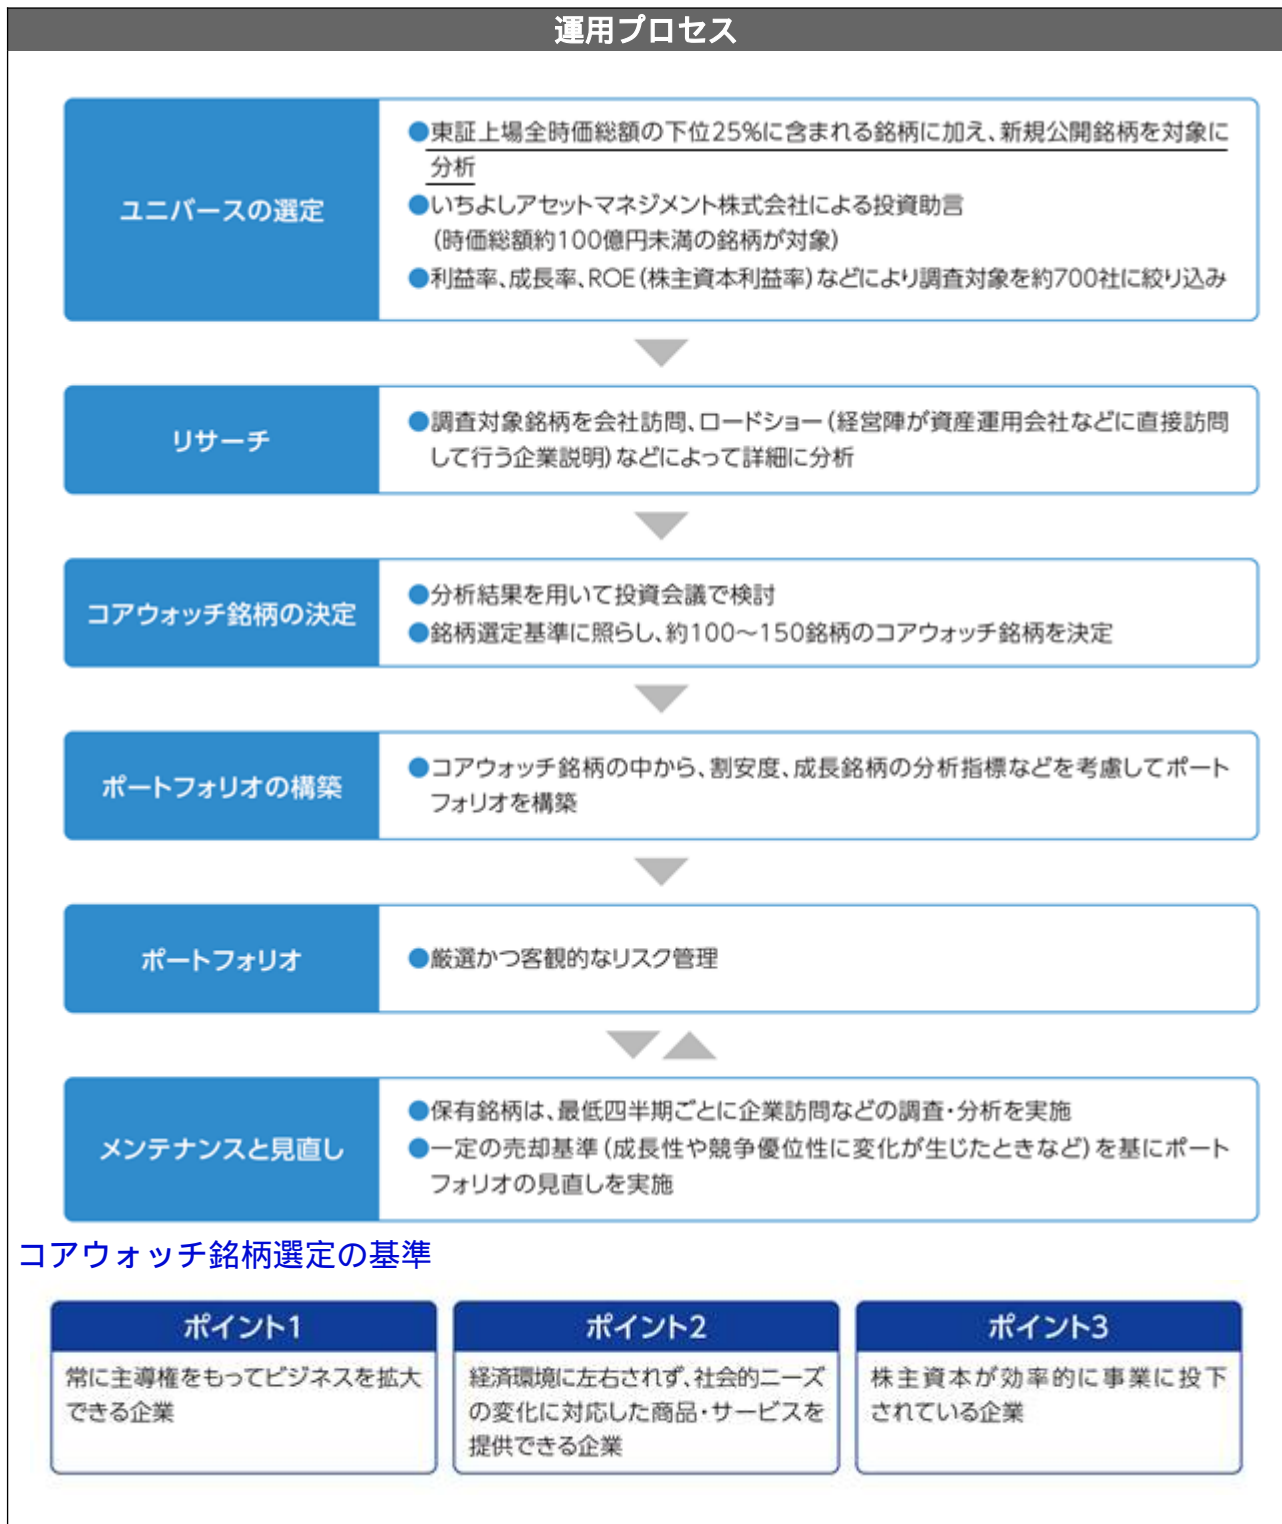 運用プロセス
ユニバースの選定
●東証上場全時価総額の下位25%に含まれる銘柄に加え、新規公開銘柄を対象に
分析
●いちよしアセットマネジメント株式会社による投資助言
(時価総額約100億円未満の銘柄が対象)
●利益率、成長率、ROE(株主資本利益率)などにより調査対象を約700社に絞り込み
リサーチ
●調査対象銘柄を会社訪問、ロードショー(経営陣が資産運用会社などに直接訪問
して行う企業説明)などによって詳細に分析
コアウォッチ銘柄の決定
●分析結果を用いて投資会議で検討
●銘柄選定基準に照らし、約100～150銘柄のコアウォッチ銘柄を決定
ポートフォリオの構築
●コアウォッチ銘柄の中から、割安度、成長銘柄の分析指標などを考慮してポート
フォリオを構築
ポートフォリオ
●厳選かつ客観的なリスク管理
メンテナンスと見直し
●保有銘柄は、最低四半期ごとに企業訪問などの調査・分析を実施
●一定の売却基準(成長性や競争優位性に変化が生じたときなど)を基にポート
フォリオの見直しを実施
コアウォッチ銘柄選定の基準
ポイント1
常に主導権をもってビジネスを拡大
できる企業
ポイント2
経済環境に左右されず、社会的ニーズ
の変化に対応した商品・サービスを
提供できる企業
ポイント3
株主資本が効率的に事業に投下
されている企業